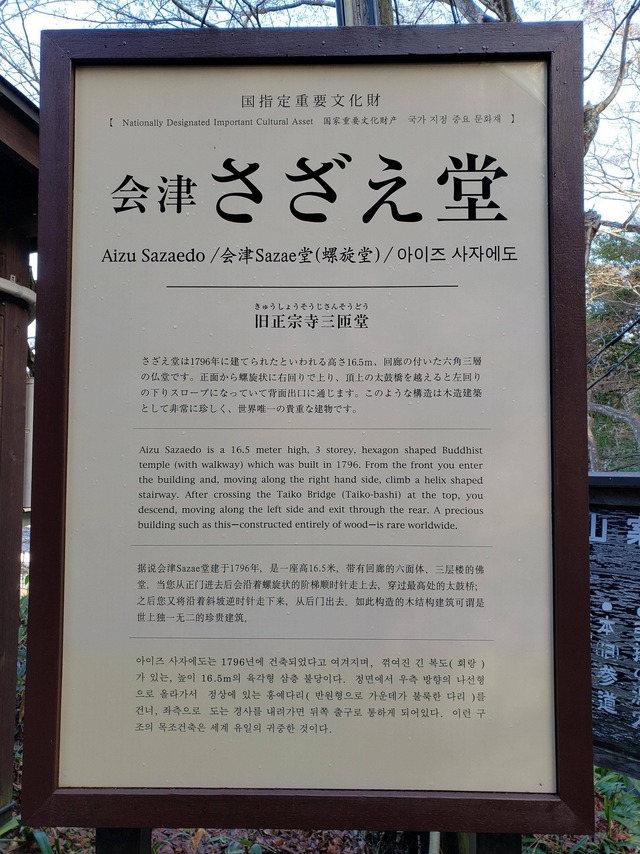 国指定重要文化財
【 Nationally Designated Important Cultural Asset 国家重要文化财产 국가 지정 중요 문화재 】
会津さざえ堂
Aizu Sazaedo /会津Sazae堂(螺旋堂)/ 아이즈 사자에도
きゅうしょうそうじさんそうどう
旧正宗寺三匝堂
さざえ堂は1796年に建てられたといわれる高さ16.5m、回廊の付いた六角三層
の仏堂です。正面から螺旋状に右回りで上り、頂上の太鼓橋を越えると左回り
の下りスロープになっていて背面出口に通じます。このような構造は木造建築
として非常に珍しく、世界唯一の貴重な建物です。
Aizu Sazaedo is a 16.5 meter high, 3 storey, hexagon shaped Buddhist
temple (with walkway) which was built in 1796. From the front you enter
the building and, moving along the right hand side, climb a helix shaped
stairway. After crossing the Taiko Bridge (Taiko-bashi) at the top, you
descend, moving along the left side and exit through the rear. A precious
building such as this—constructed entirely of wood—is rare worldwide.
据说会津Sazae堂建于1796年，是一座高16.5米，带有回廊的六面体、三层楼的佛
堂。当您从正门进去后会沿着螺旋状的阶梯顺时针走上去，穿过最高处的太鼓桥；
之后您又将沿着斜坡逆时针走下来，从后门出去。如此构造的木结构建筑可谓是
世上独一无二的珍贵建筑。
아이즈 사자에도는 1796년에 건축되었다고 여겨지며, 꺾여진 긴 복도( 회랑 )
가 있는, 높이 16.5m의 육각형 삼층 불당이다. 정면에서 우측 방향의 나선형
으로 올라가서 정상에 있는 홍예다리( 반원형으로 가운데가 불룩한 다리 )를
건너, 좌측으로 도는 경사를 내려가면 뒤쪽 출구로 통하게 되어있다. 이런 구
조의 목조건축은 세계 유일의 귀중한 것이다.
山
●本
参道